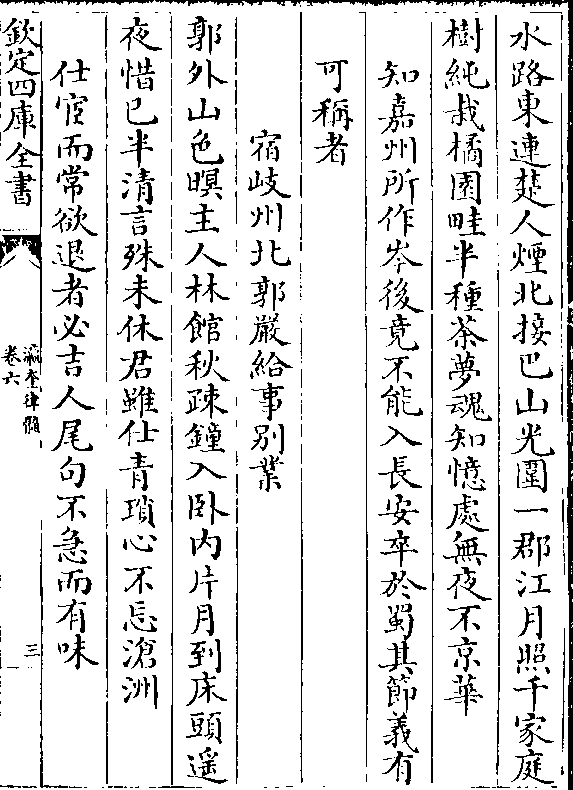 水路東連楚人煙北接巴山光圍一郡江月照千家庭
樹純栽橘園畦半種茶夢魂知憶處無夜不京華
知嘉州所作岑後竟不能入長安卒於蜀其節義有
可稱者
宿岐州北郭嚴給事別業
郭外山色暝主人林館秋疎鐘入臥内片月到床頭遥
夜惜已半清言殊未休君雖仕青瑣心不忘滄洲
仕宦而常欲退者必吉人尾句不急而有味
欽定四庫全書
瀛奎律髓
卷六
三